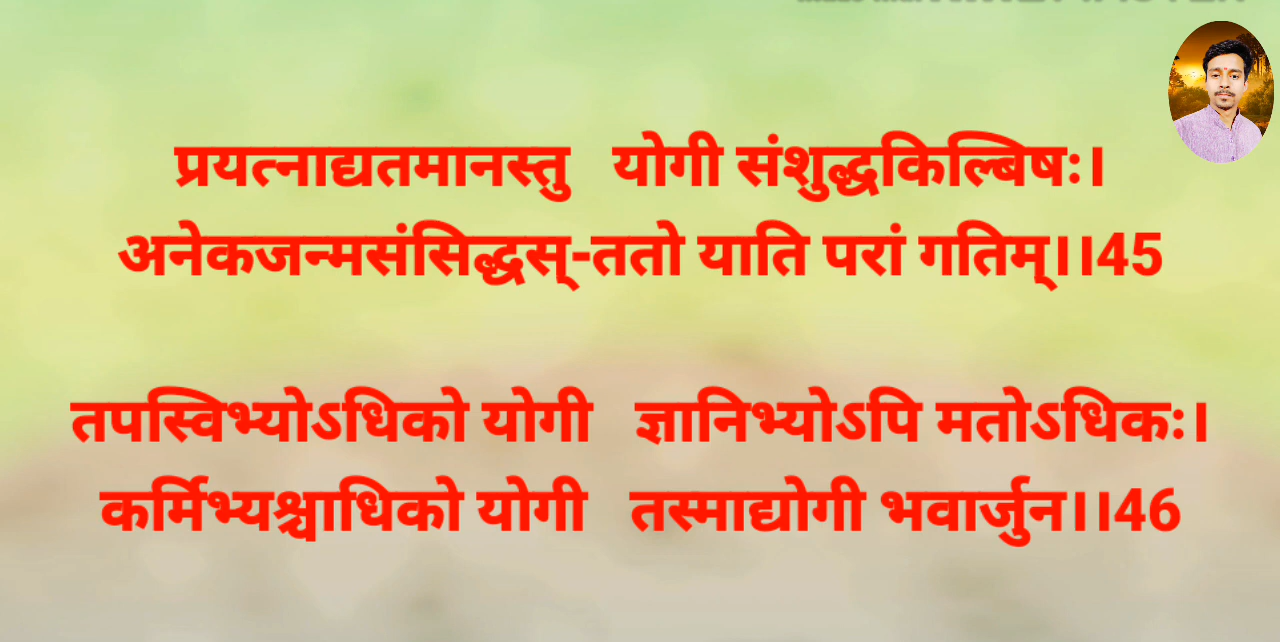 प्रयत्नाद्यतमानस्तु योगी संशुद्धकिल्बिषः।
अनेकजन्मसंसिद्धस्-ततो याति परां गतिम्।।45
तपस्विभ्योऽधिको योगी ज्ञानिभ्योऽपि मतोऽधिकः।
कर्मिभ्यश्चाधिको योगी तस्माद्योगी भवार्जुन।।46